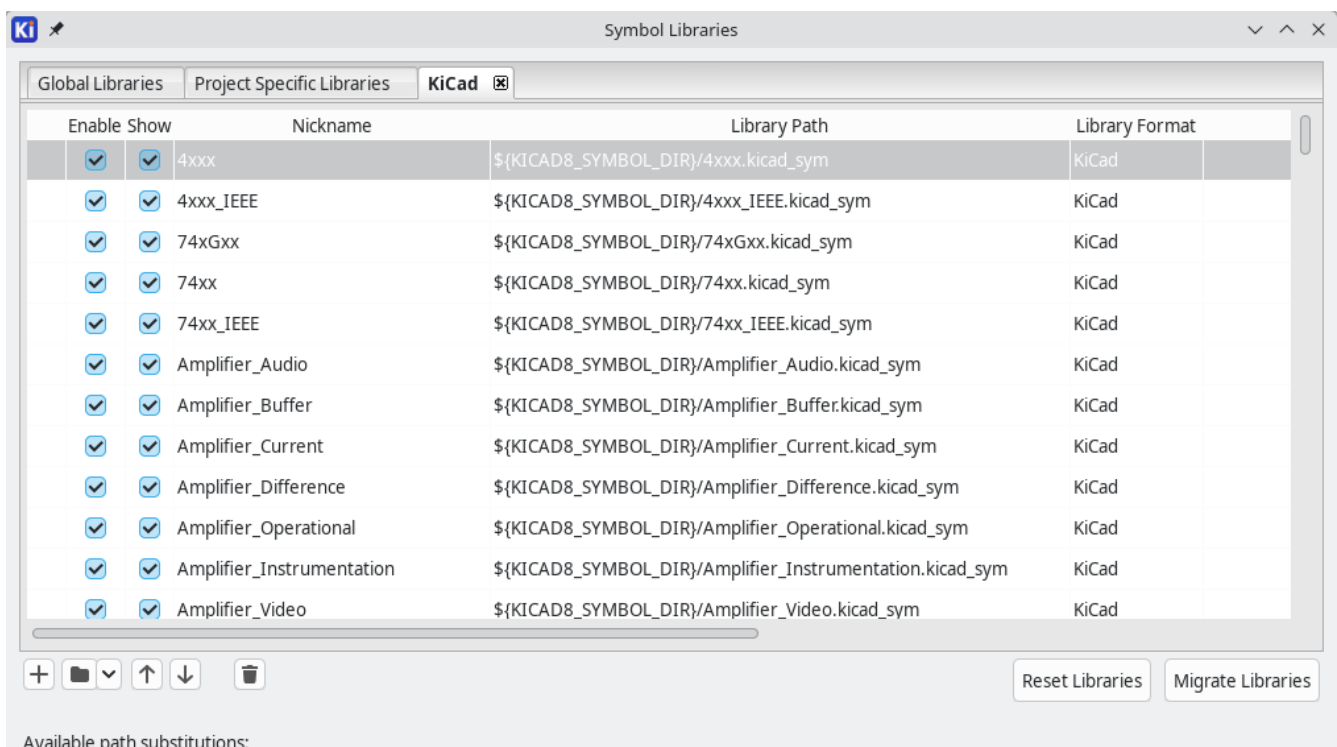 Ki Symbol Libraries
Global Libraries Project Specific Libraries KiCad
Enable Show Nickname Library Path Library Format
4xxx ${KICAD8_SYMBOL_DIR}/4xxx.kicad_sym KiCad
4xxx_IEEE ${KICAD8_SYMBOL_DIR}/4xxx_IEEE.kicad_sym KiCad
74xGxx ${KICAD8_SYMBOL_DIR}/74xGxx.kicad_sym KiCad
74xx ${KICAD8_SYMBOL_DIR}/74xx.kicad_sym KiCad
74xx_IEEE ${KICAD8_SYMBOL_DIR}/74xx_IEEE.kicad_sym KiCad
Amplifier_Audio ${KICAD8_SYMBOL_DIR}/Amplifier_Audio.kicad_sym KiCad
Amplifier_Buffer ${KICAD8_SYMBOL_DIR}/Amplifier_Buffer.kicad_sym KiCad
Amplifier_Current ${KICAD8_SYMBOL_DIR}/Amplifier_Current.kicad_sym KiCad
Amplifier_Difference ${KICAD8_SYMBOL_DIR}/Amplifier_Difference.kicad_sym KiCad
Amplifier_Operational ${KICAD8_SYMBOL_DIR}/Amplifier_Operational.kicad_sym KiCad
Amplifier_Instrumentation ${KICAD8_SYMBOL_DIR}/Amplifier_Instrumentation.kicad_sym KiCad
Amplifier_Video ${KICAD8_SYMBOL_DIR}/Amplifier_Video.kicad_sym KiCad
Reset Libraries Migrate Libraries
Available path substitutions: